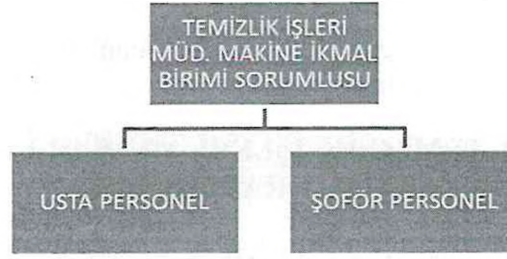 TEMİZLİK İŞLERİ
MÜD. MAKİNE İKMAL
BİRİMİ SORUMLUSU
USTA PERSONEL
ŞOFÖR PERSONEL